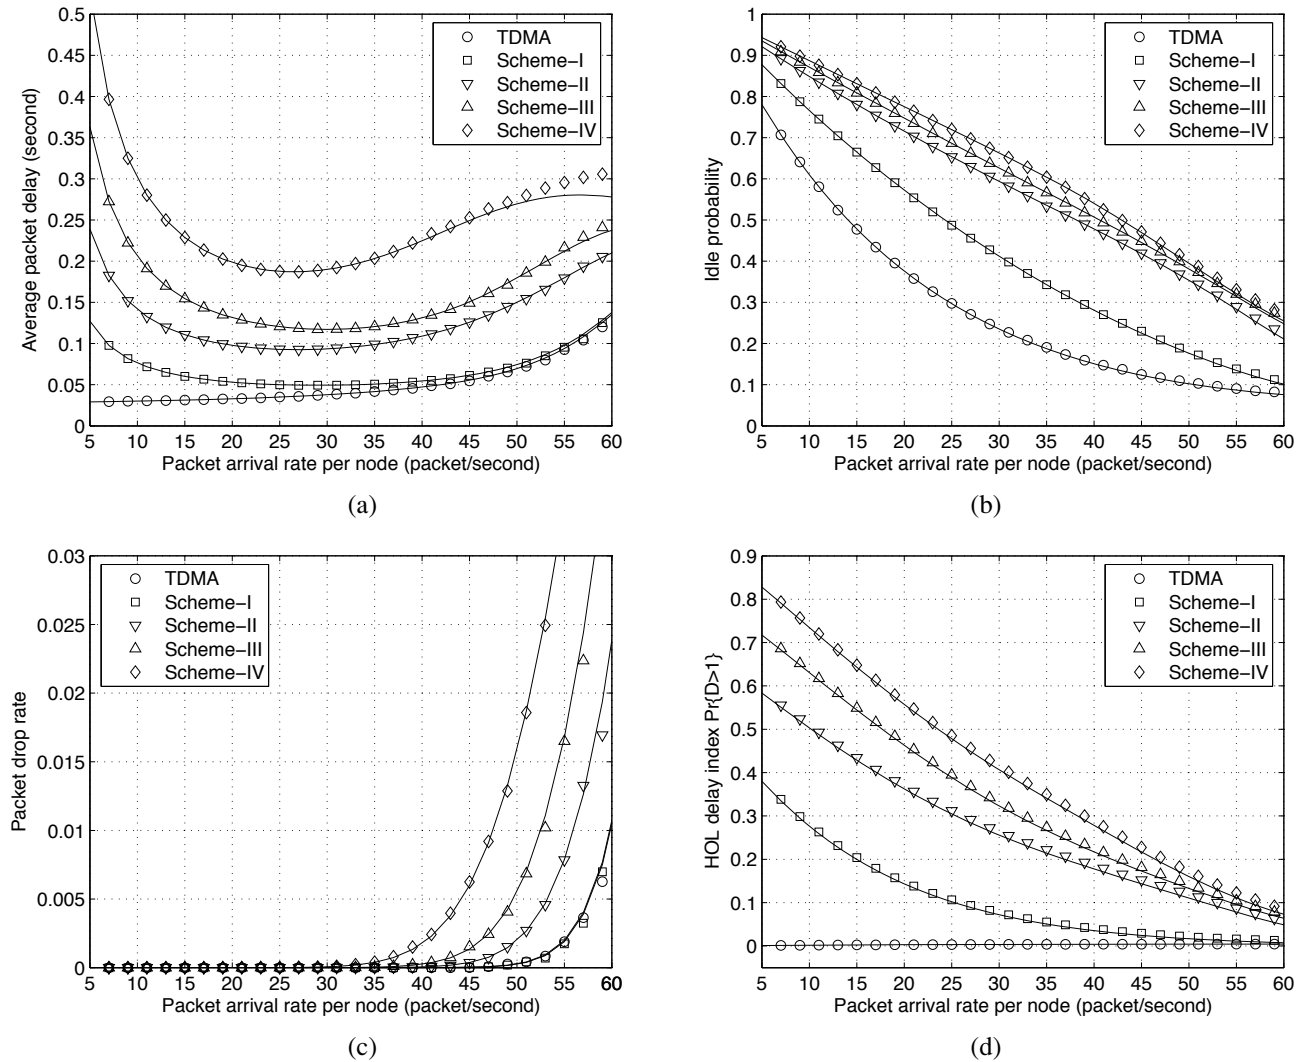 0.5
0.45
0.4
0.35
0.3
0.25
0.2
0.15
0.1
0.05
0
5 10 15 20 25 30 35 40 45 50 55 60
Average packet delay (second)
Packet arrival rate per node (packet/second)
TDMA
Scheme-I
Scheme-II
Scheme-III
Scheme-IV
(a)
1
0.9
0.8
0.7
0.6
0.5
0.4
0.3
0.2
0.1
0
5 10 15 20 25 30 35 40 45 50 55 60
Idle probability
Packet arrival rate per node (packet/second)
TDMA
Scheme-I
Scheme-II
Scheme-III
Scheme-IV
(b)
0.03
0.025
0.02
0.015
0.01
0.005
0
5 10 15 20 25 30 35 40 45 50 55 60
Packet drop rate
Packet arrival rate per node (packet/second)
TDMA
Scheme-I
Scheme-II
Scheme-III
Scheme-IV
(c)
0.9
0.8
0.7
0.6
0.5
0.4
0.3
0.2
0.1
0
5 10 15 20 25 30 35 40 45 50 55 60
HOL delay index Pr{D>1}
Packet arrival rate per node (packet/second)
TDMA
Scheme-I
Scheme-II
Scheme-III
Scheme-IV
(d)